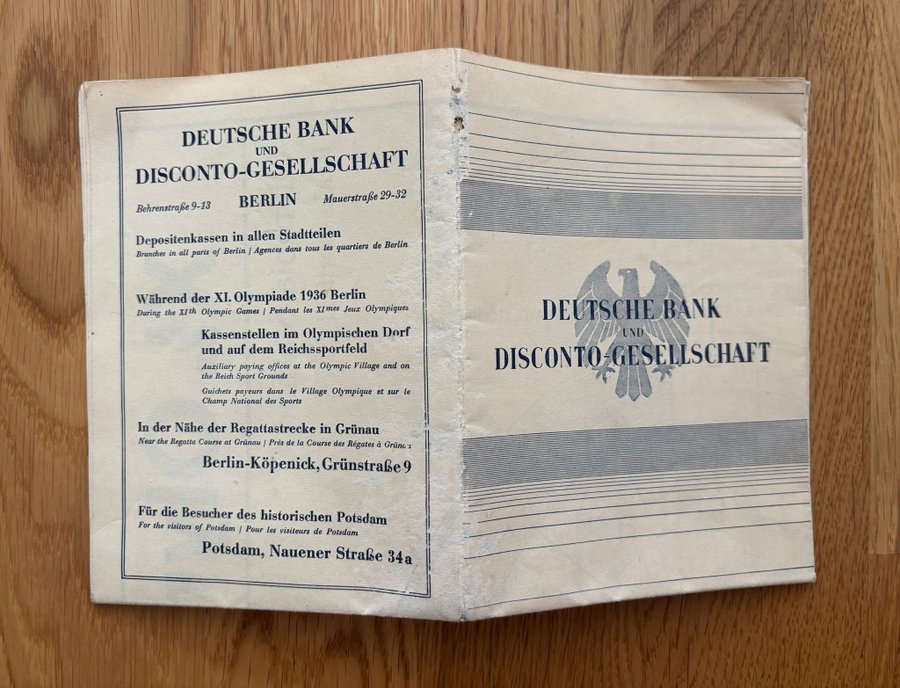 DEUTSCHE BANK
UND
DISCONTO-GESELLSCHAFT
Behrenstraße 9-13 BERLIN Mauerstraße 29-32
Depositenkassen in allen Stadtteilen
Branches in all parts of Berlin | Agences dans tous les quartiers de Berlin
Während der XI. Olympiade 1936 Berlin
During the XIth Olympic Games | Pendant les XImes Jeux Olympiques
Kassenstellen im Olympischen Dorf
und auf dem Reichssportfeld
Auxiliary paying offices at the Olympic Village and on
the Reich Sport Grounds
Guichets payeurs dans le Village Olympique et sur le
Champ National des Sports
In der Nähe der Regattastrecke in Grünau
Near the Regatta Course at Grünau | Près de la Course des Régates à Grünau
Berlin-Köpenick, Grünstraße 9
Für die Besucher des historischen Potsdam
For the visitors of Potsdam | Pour les visiteurs de Potsdam
Potsdam, Nauener Straße 34a
DEUTSCHE BANK
UND
DISCONTO-GESELLSCHAFT